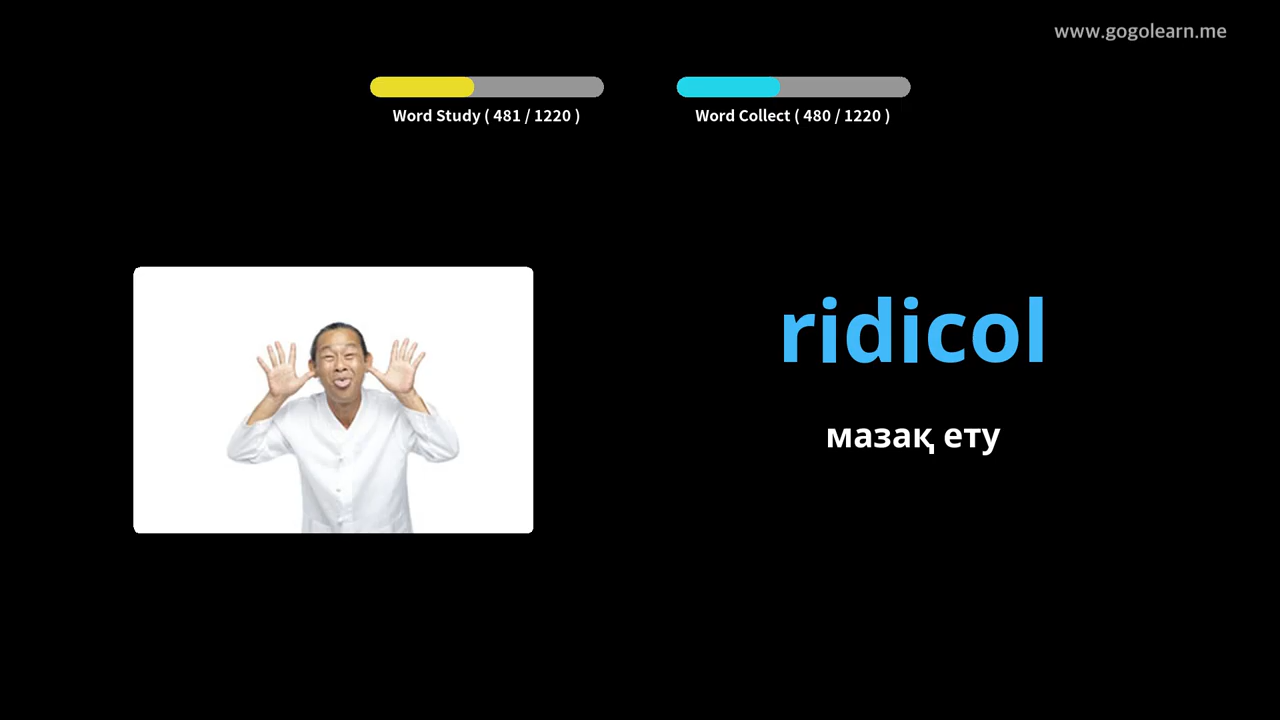 www.gogolearn.me
Word Study ( 481 / 1220 )
Word Collect ( 480 / 1220 )
ridicol
мазақ ету